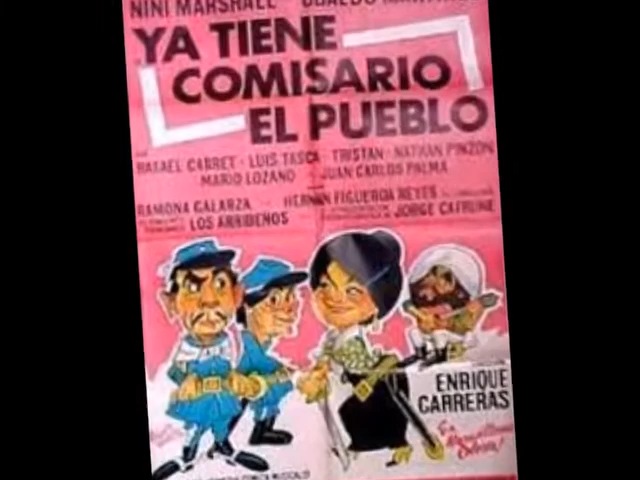 NINI MARSHALL
YA TIENE
COMISARIO
EL PUEBLO
RAFAEL CARRET - LUIS TASCA - TRISTAN - NATHAN PINZON
MARIO LOZANO - JUAN CARLOS PALMA
RAMONA GALARZA HERNAN FIGUEROA REYES
LOS ARRIBEÑOS JORGE CAFRUNE
ENRIQUE
CARRERAS